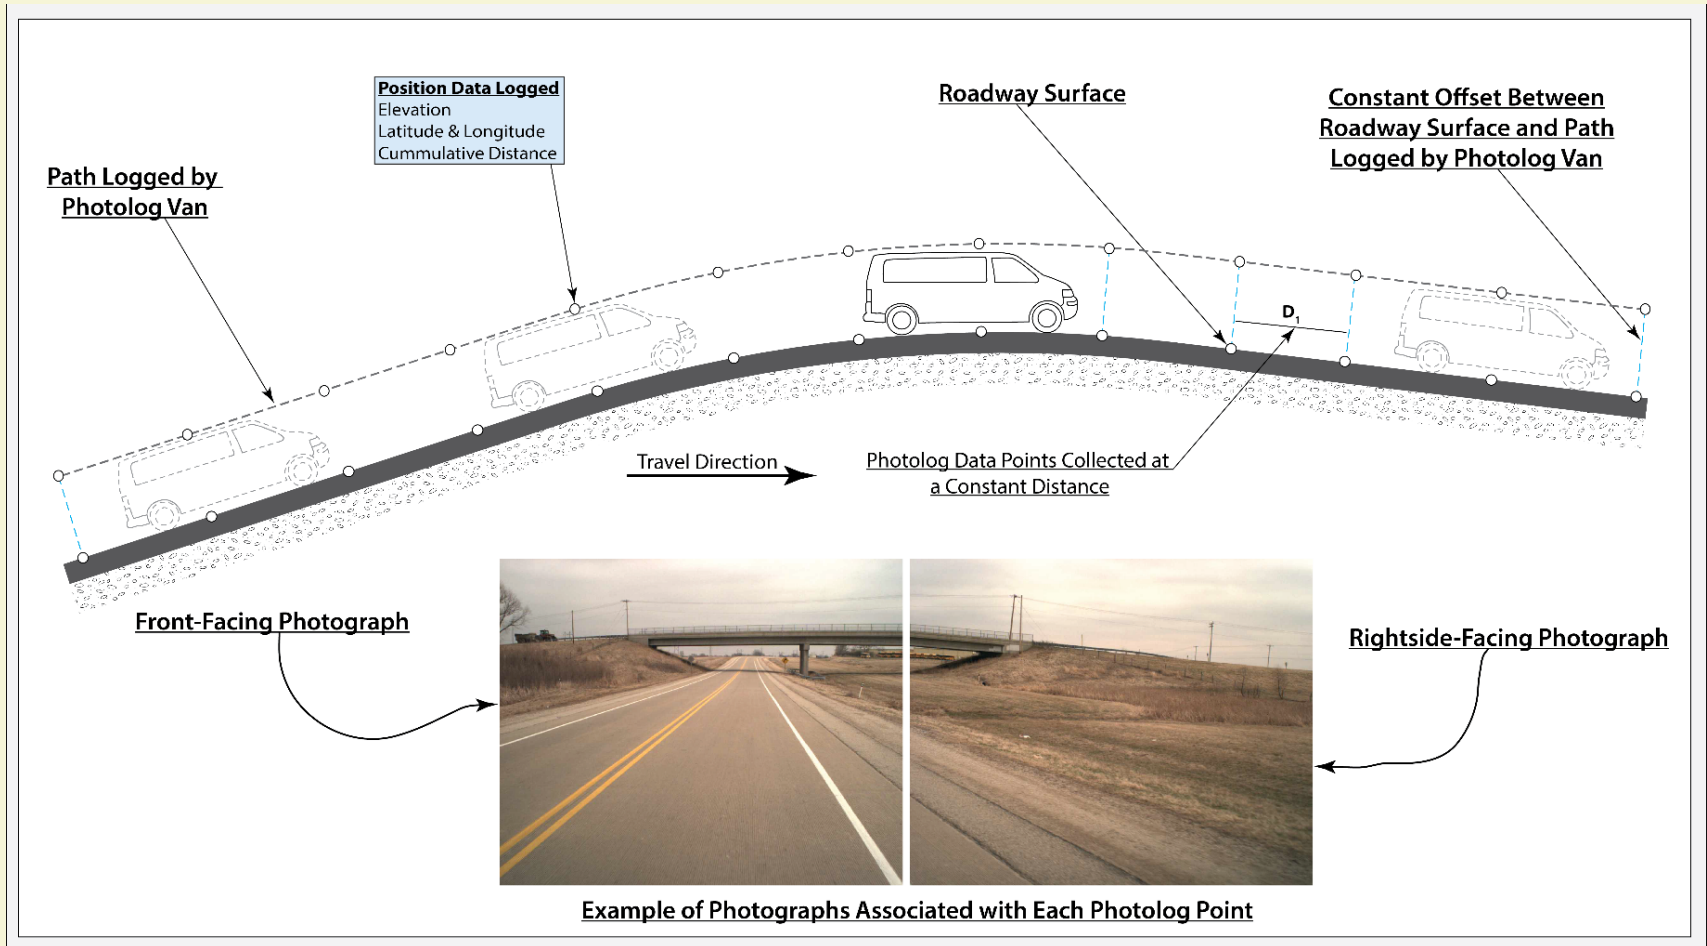 Position Data Logged
Elevation
Latitude & Longitude
Cummulative Distance
Roadway Surface
Constant Offset Between
Roadway Surface and Path
Logged by Photolog Van
Path Logged by
Photolog Van
D1
Travel Direction
Photolog Data Points Collected at
a Constant Distance
Front-Facing Photograph
Rightside-Facing Photograph
Example of Photographs Associated with Each Photolog Point